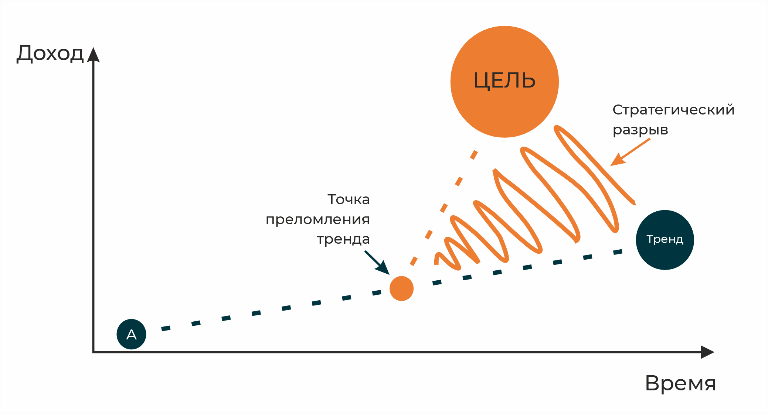 Доход
ЦЕЛЬ
Стратегический
разрыв
Точка
преломления
тренда
Тренд
А
Время